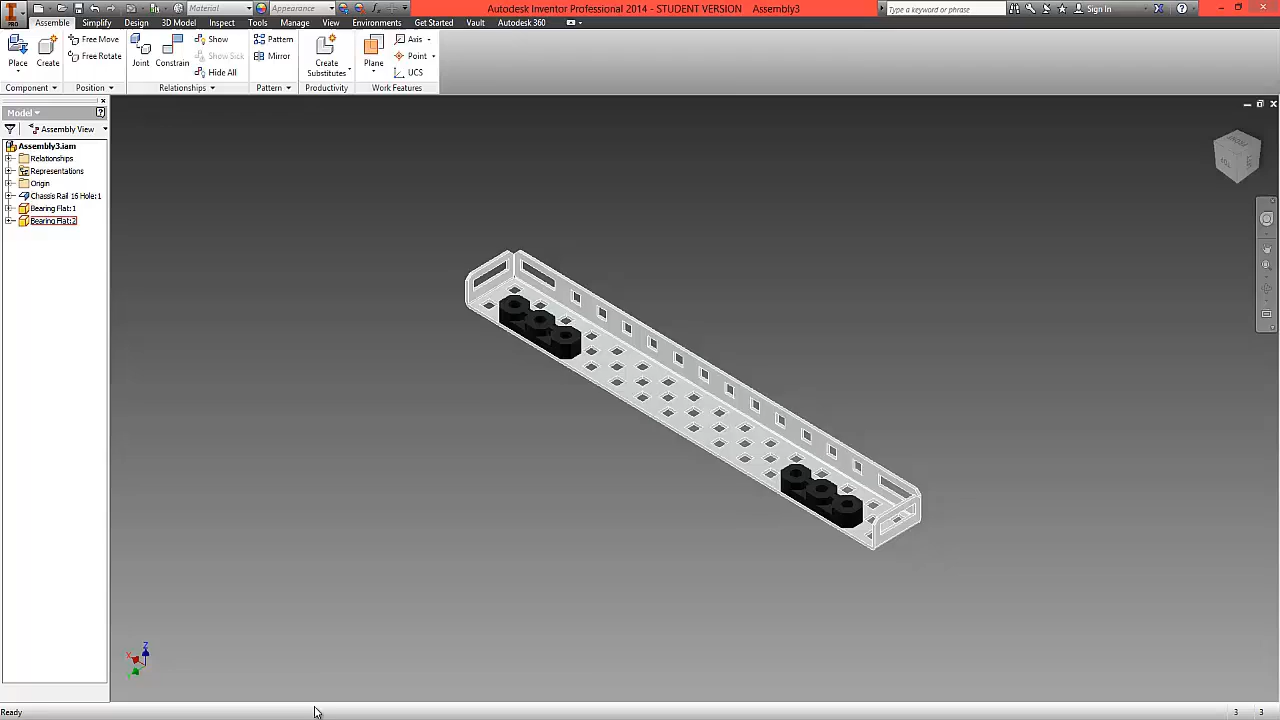 Autodesk Inventor Professional 2014 - STUDENT VERSION Assembly3
Material
Appearance
Type a keyword or phrase
Sign In
PRO
Assemble Simplify Design 3D Model Inspect Tools Manage View Environments Get Started Vault Autodesk 360
Place
Create
Free Move
Free Rotate
Joint
Constrain
Show
Show Sick
Hide All
Pattern
Mirror
Create Substitutes
Plane
Axis
Point
UCS
Component Position Relationships Pattern Productivity Work Features
Model
Assembly View
Assembly3.iam
Relationships
Representations
Origin
Chassis Rail 16 Hole:1
Bearing Flat:1
Bearing Flat:2
Z
X
Ready
3 3